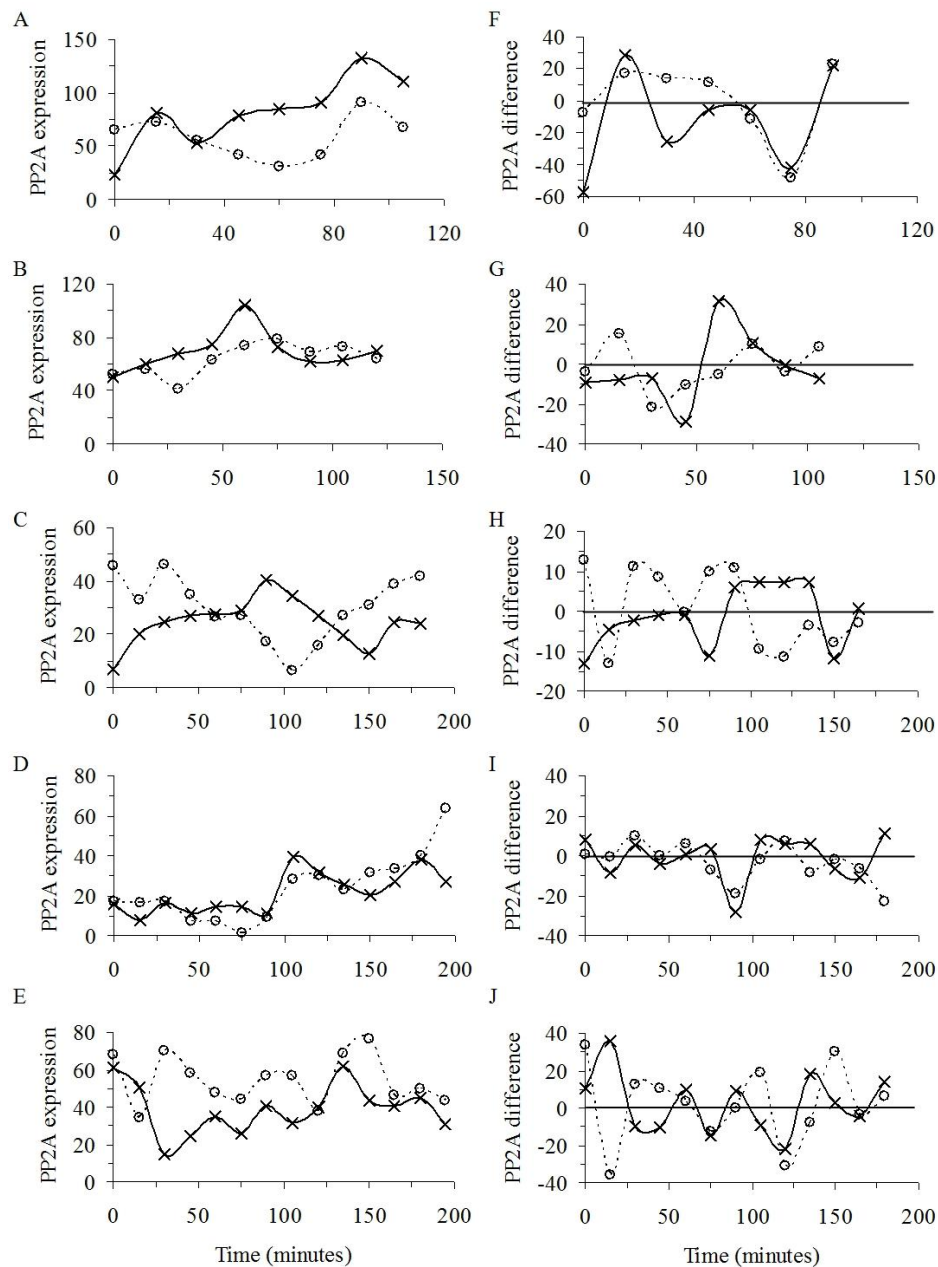 A
PP2A expression
150
100
50
0
0 40 80 120
F
PP2A difference
40
20
0
-20
-40
-60
0 40 80 120
B
PP2A expression
120
80
40
0
0 50 100 150
G
PP2A difference
40
20
0
-20
-40
0 50 100 150
C
PP2A expression
60
40
20
0
0 50 100 150 200
H
PP2A difference
20
10
0
-10
-20
0 50 100 150 200
D
PP2A expression
80
60
40
20
0
0 50 100 150 200
I
PP2A difference
40
20
0
-20
-40
0 50 100 150 200
E
PP2A expression
80
60
40
20
0
0 50 100 150 200
Time (minutes)
J
PP2A difference
40
20
0
-20
-40
0 50 100 150 200
Time (minutes)